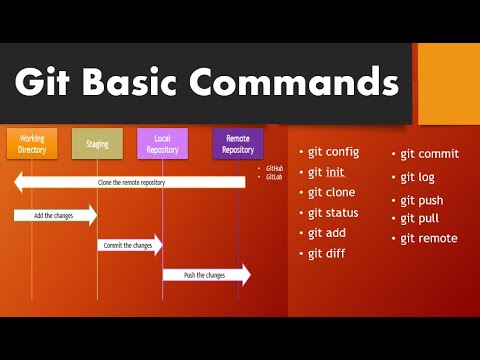 Git Basic Commands
Working
Directory
Staging
Local
Repository
Remote
Repository
• GitHub
• GitLab
Clone the remote repository
Add the changes
Commit the changes
Push the changes
• git config
• git init
• git clone
• git status
• git add
• git diff
• git commit
• git log
• git push
• git pull
• git remote